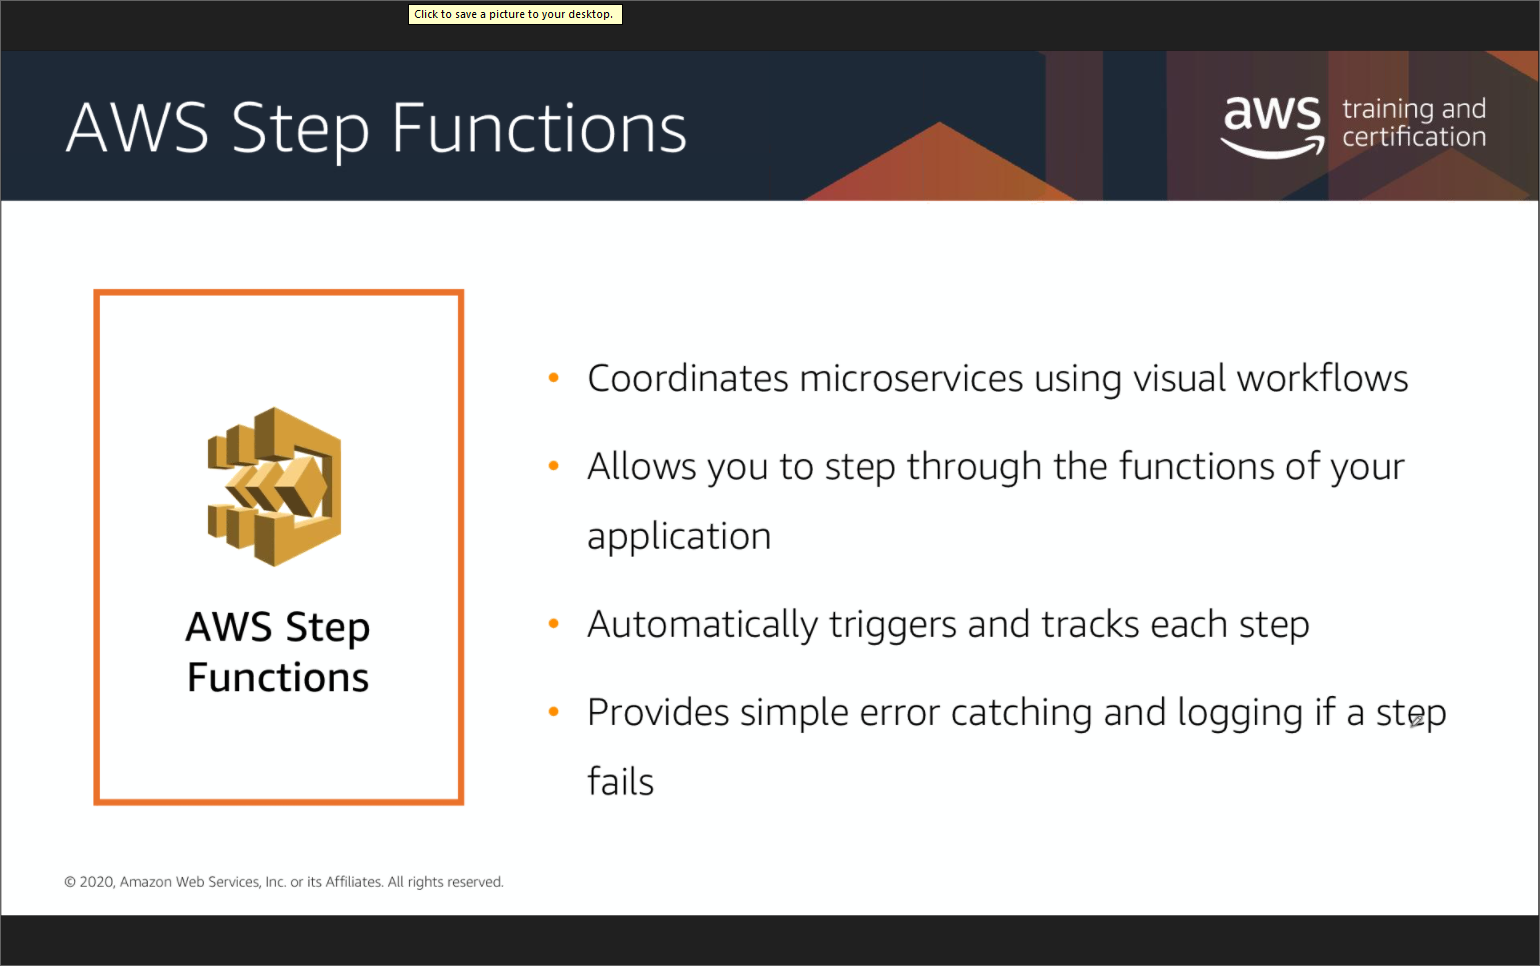 Click to save a picture to your desktop.
AWS Step Functions
aws training and
certification
AWS Step
Functions
• Coordinates microservices using visual workflows
• Allows you to step through the functions of your
application
• Automatically triggers and tracks each step
• Provides simple error catching and logging if a step
fails
© 2020, Amazon Web Services, Inc. or its Affiliates. All rights reserved.